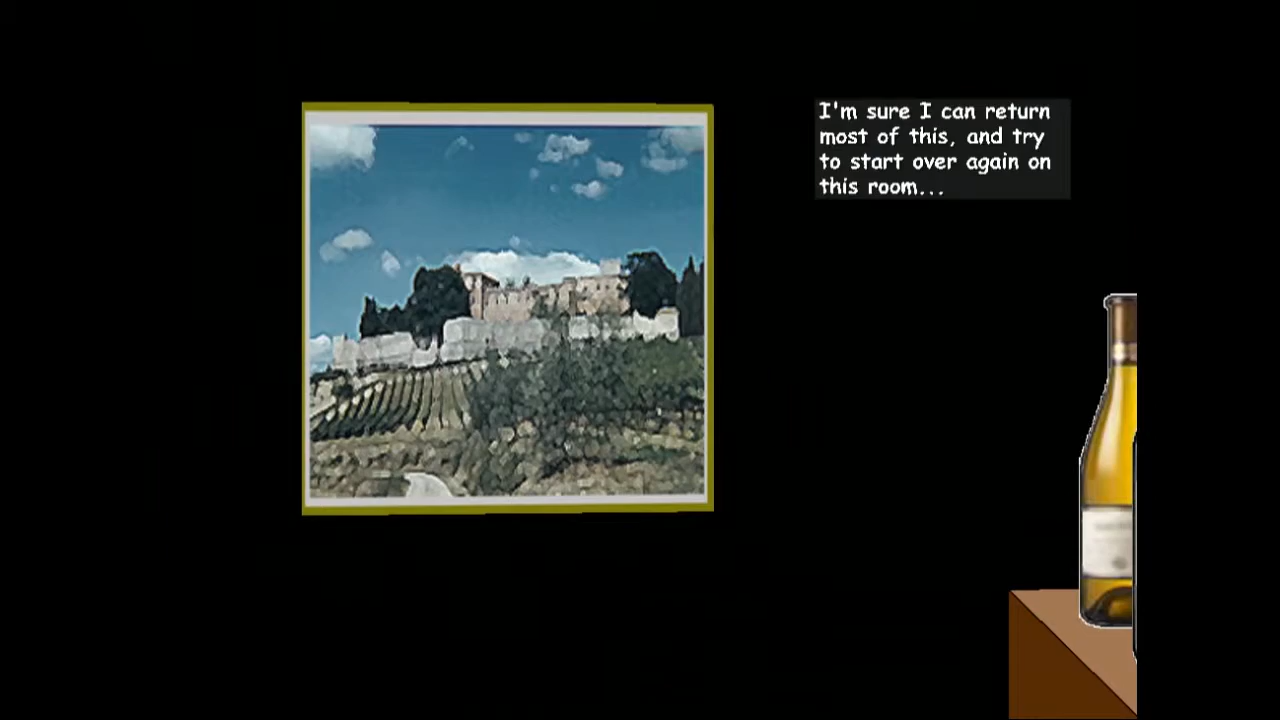 I'm sure I can return
most of this, and try
to start over again on
this room...